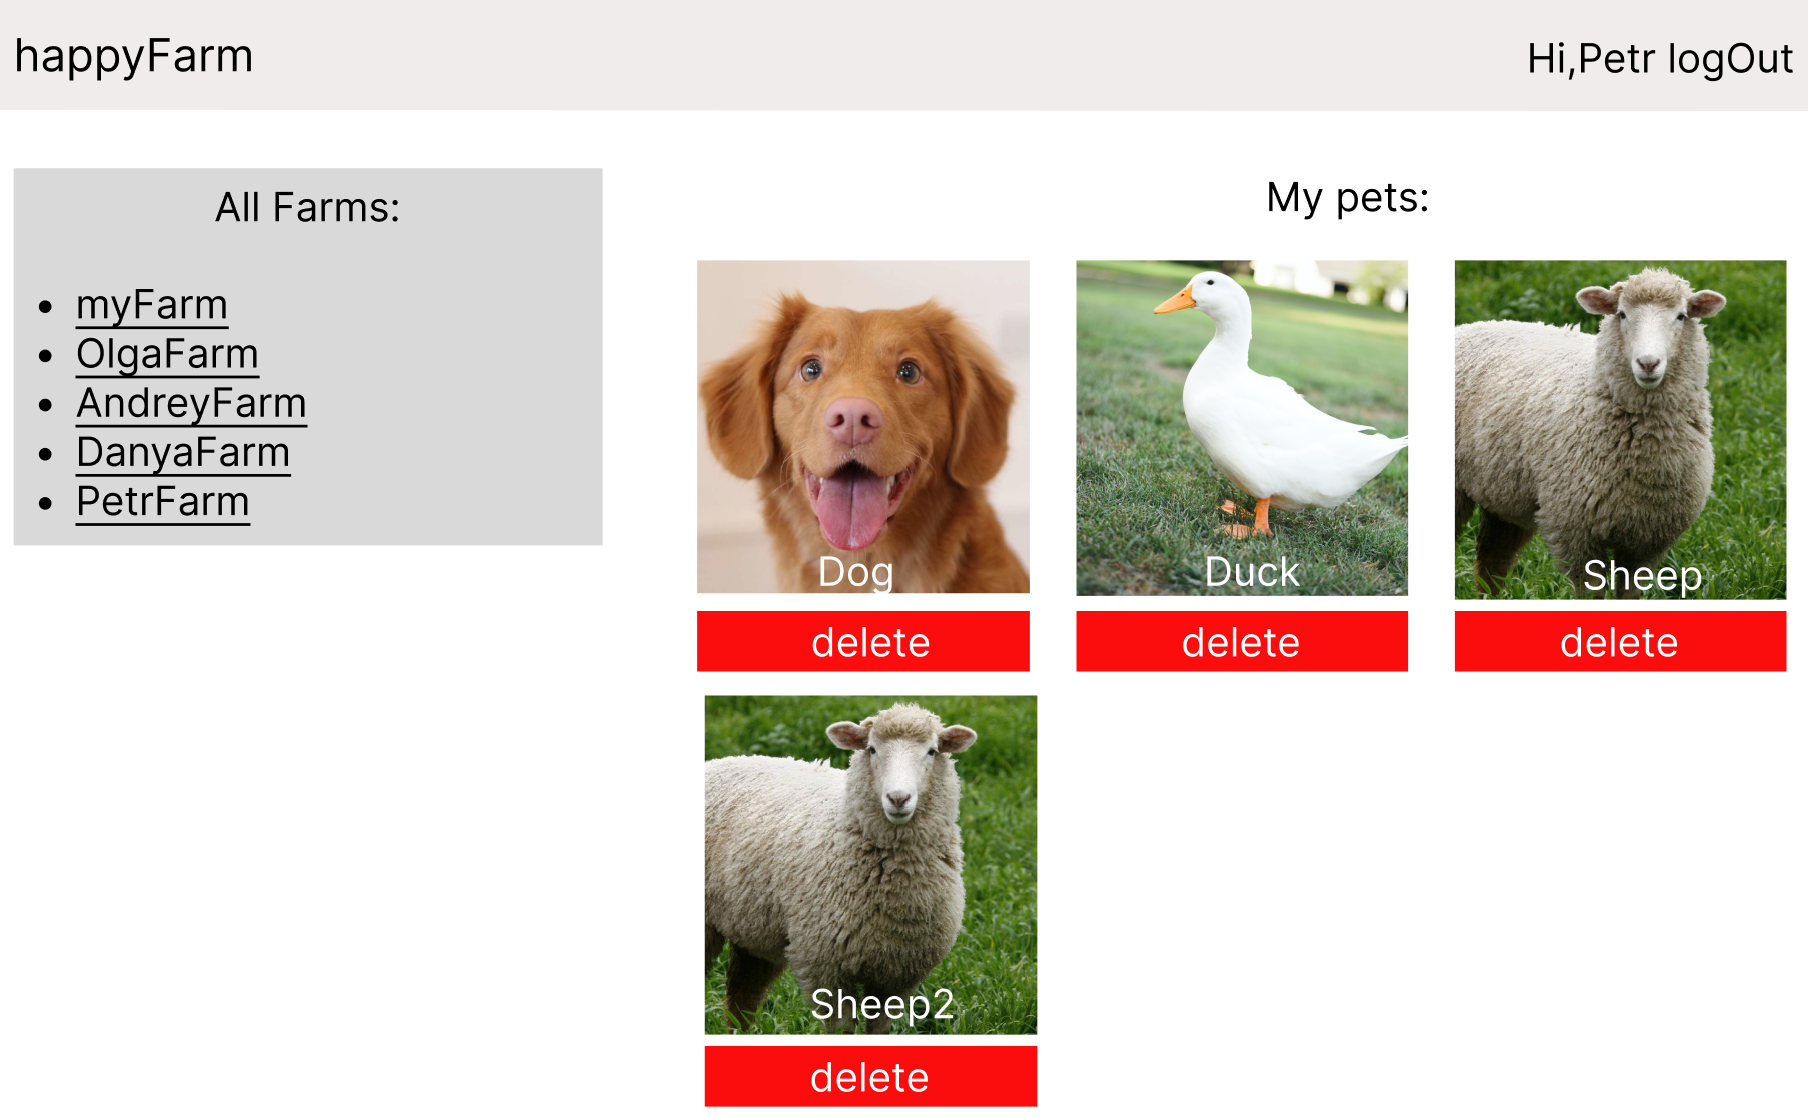 happyFarm
Hi,Petr logOut
All Farms:
myFarm
OlgaFarm
AndreyFarm
DanyaFarm
PetrFarm
My pets:
Dog
Duck
Sheep
delete
delete
delete
Sheep2
delete